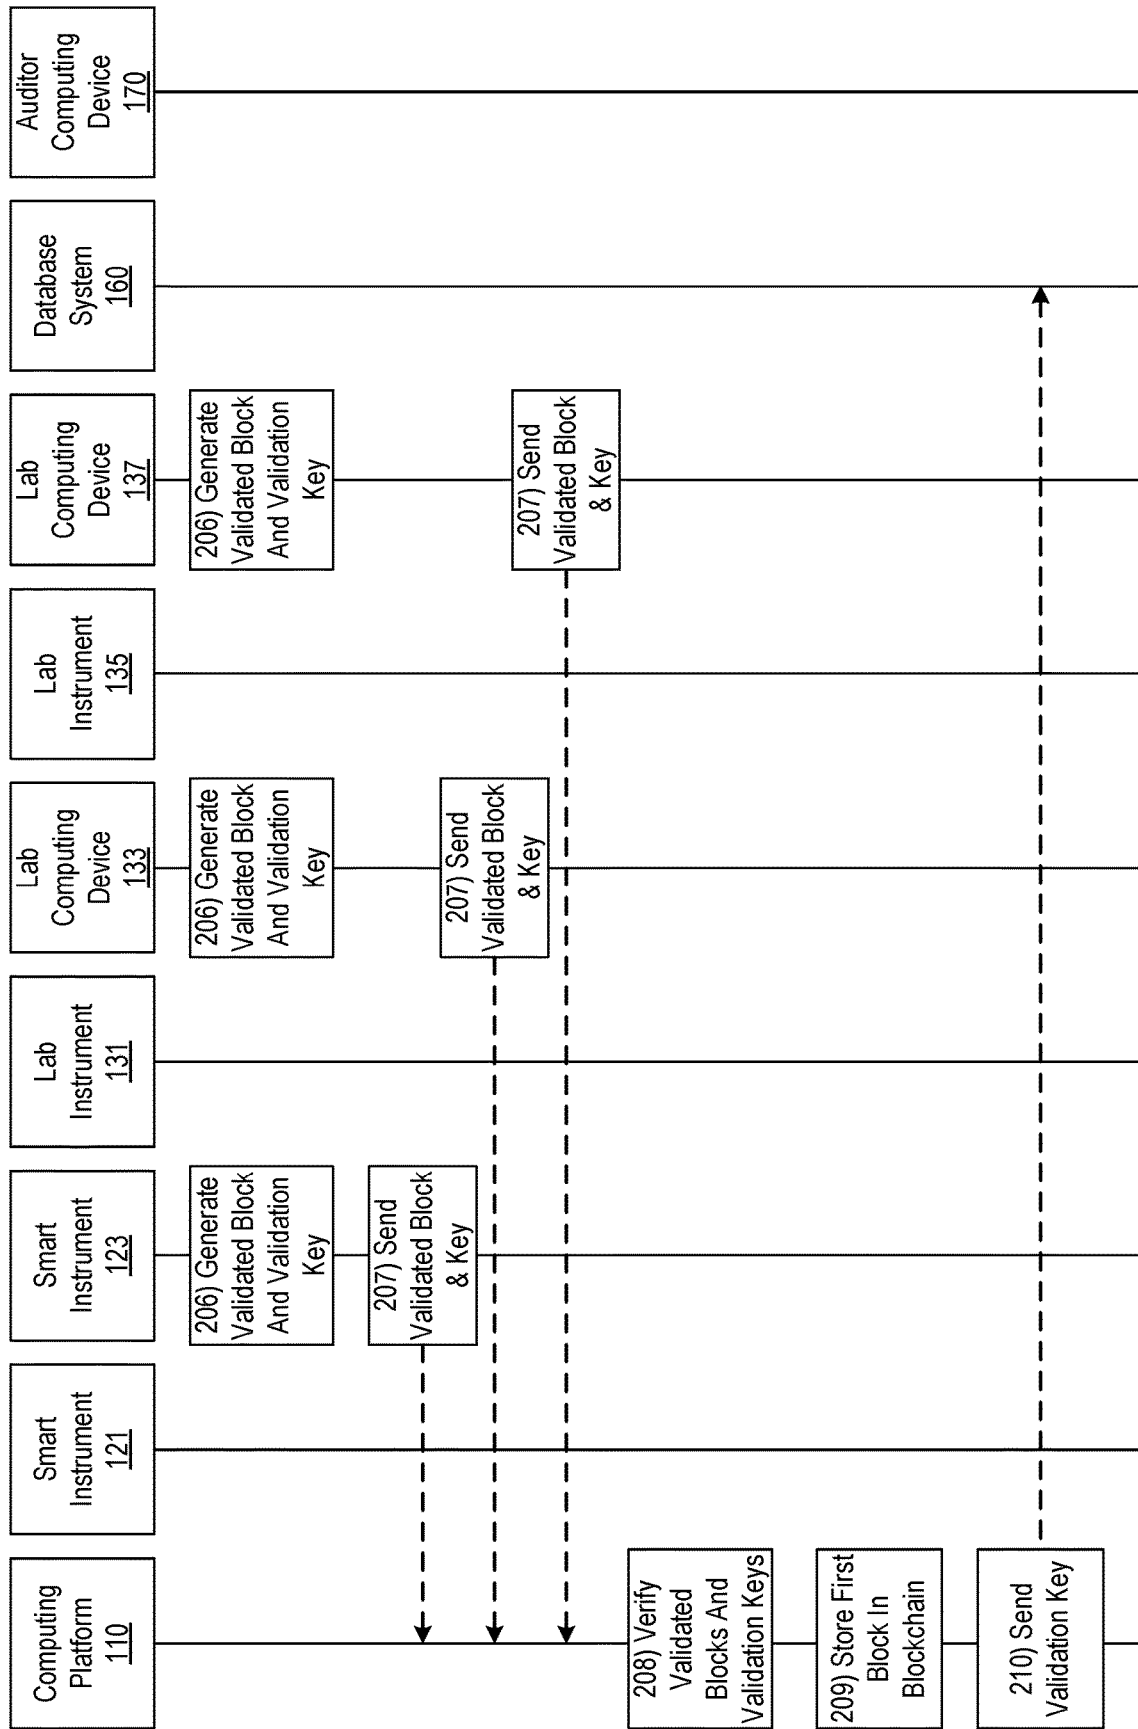 Computing
Platform
110
Smart
Instrument
121
Smart
Instrument
123
Lab
Instrument
131
Lab
Computing
Device
133
Lab
Instrument
135
Lab
Computing
Device
137
Database
System
160
Auditor
Computing
Device
170
206) Generate
Validated Block
And Validation
Key
206) Generate
Validated Block
And Validation
Key
206) Generate
Validated Block
And Validation
Key
207) Send
Validated Block
& Key
207) Send
Validated Block
& Key
207) Send
Validated Block
& Key
208) Verify
Validated
Blocks And
Validation Keys
209) Store First
Block In
Blockchain
210) Send
Validation Key